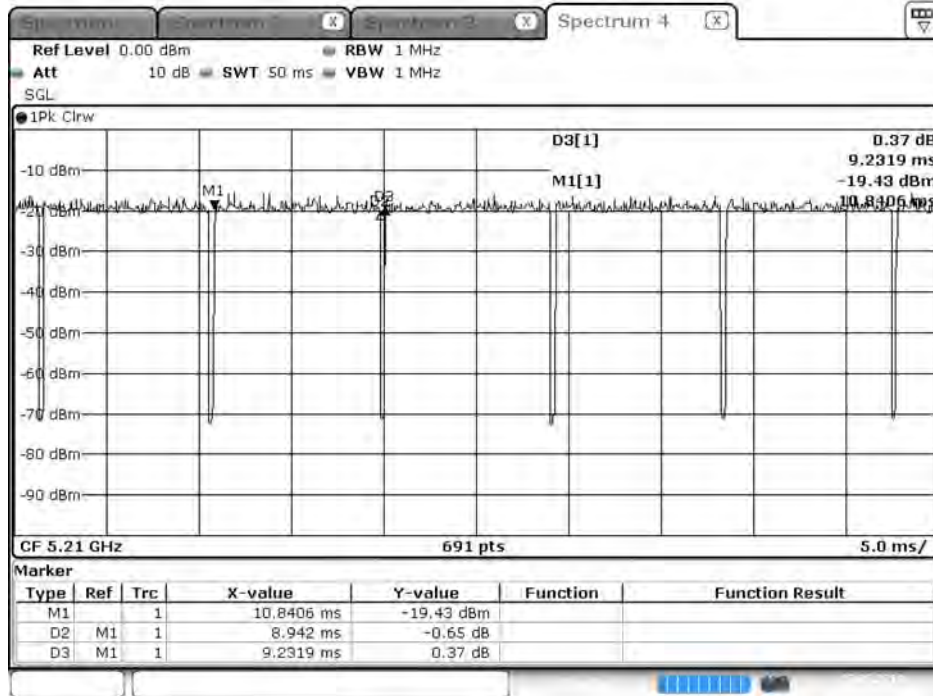 Spectrum 4
Ref Level 0.00 dBm RBW 1 MHz
Att 10 dB SWT 50 ms VBW 1 MHz
SGL
1Pk Clrw
D3[1] 0.37 dB
9.2319 ms
M1[1] -19.43 dBm
10.8406 ms
-10 dBm
M1
-20 dBm
-30 dBm
-40 dBm
-50 dBm
-60 dBm
-70 dBm
-80 dBm
-90 dBm
CF 5.21 GHz 691 pts 5.0 ms/
Marker
Type Ref Trc X-value Y-value Function Function Result
M1 1 10.8406 ms -19.43 dBm
D2 M1 1 8.942 ms -0.65 dB
D3 M1 1 9.2319 ms 0.37 dB